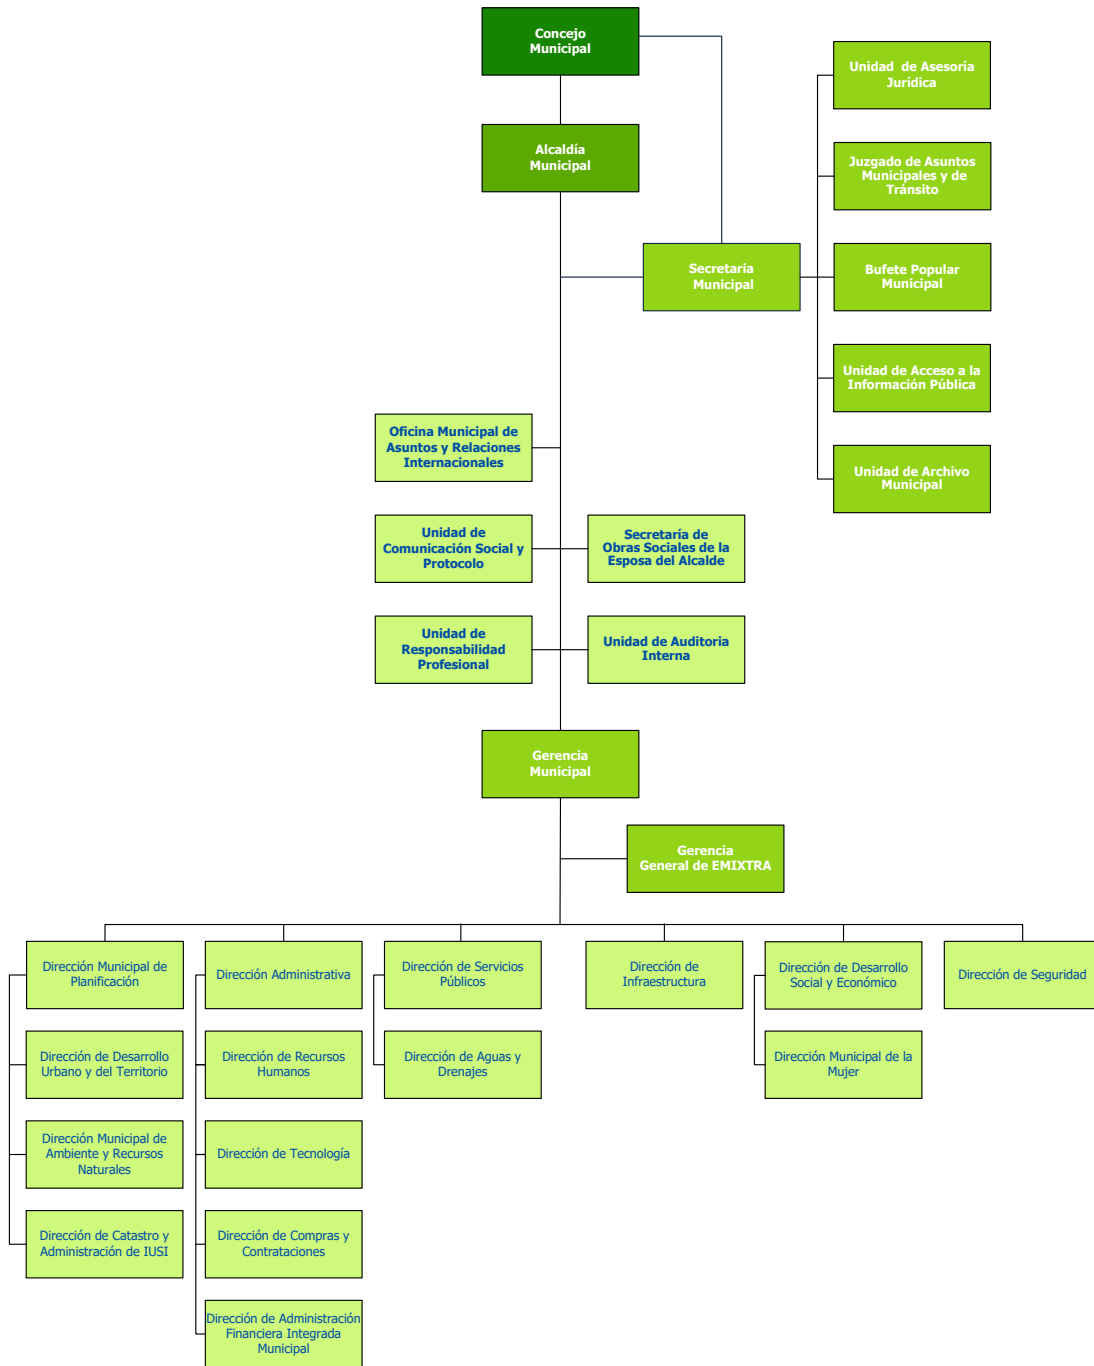 Concejo
Municipal
Alcaldía
Municipal
Unidad de Asesoría
Jurídica
Juzgado de Asuntos
Municipales y de
Tránsito
Secretaria
Municipal
Bufete Popular
Municipal
Unidad de Acceso a la
Información Pública
Unidad de Archivo
Municipal
Oficina Municipal de
Asuntos y Relaciones
Internacionales
Unidad de
Comunicación Social y
Protocolo
Secretaría de
Obras Sociales de la
Esposa del Alcalde
Unidad de
Responsabilidad
Profesional
Unidad de Auditoria
Interna
Gerencia
Municipal
Gerencia
General de EMIXTRA
Dirección Municipal de
Planificación
Dirección Administrativa
Dirección de Servicios
Públicos
Dirección de
Infraestructura
Dirección de Desarrollo
Social y Económico
Dirección de Seguridad
Dirección de Desarrollo
Urbano y del Territorio
Dirección de Recursos
Humanos
Dirección de Aguas y
Drenajes
Dirección Municipal de la
Mujer
Dirección Municipal de
Ambiente y Recursos
Naturales
Dirección de Tecnología
Dirección de Catastro y
Administración de IUSI
Dirección de Compras y
Contrataciones
Dirección de Administración
Financiera Integrada
Municipal